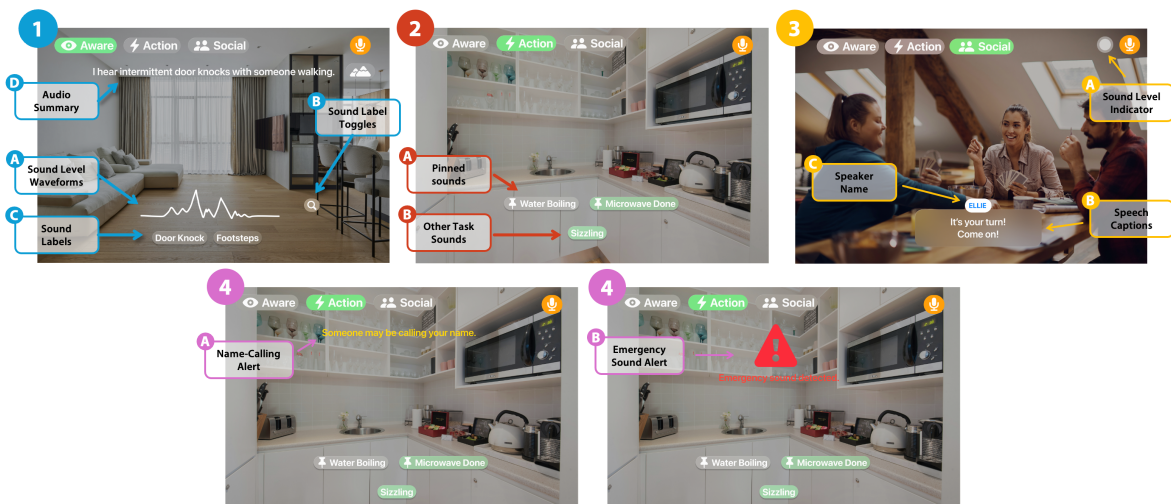 1
Aware
Action
Social
I hear intermittent door knocks with someone walking.
D
Audio
Summary
B
Sound Label
Toggles
A
Sound Level
Waveforms
C
Sound
Labels
Door Knock
Footsteps
2
Aware
Action
Social
A
Pinned
sounds
Water Boiling
Microwave Done
B
Other Task
Sounds
Sizzling
3
Aware
Action
Social
A
Sound Level
Indicator
C
Speaker
Name
ELLIE
It's your turn!
Come on!
B
Speech
Captions
4
Aware
Action
Social
Someone may be calling your name.
A
Name-Calling
Alert
Water Boiling
Microwave Done
Sizzling
4
Aware
Action
Social
B
Emergency
Sound Alert
Emergency sound detected.
Water Boiling
Microwave Done
Sizzling